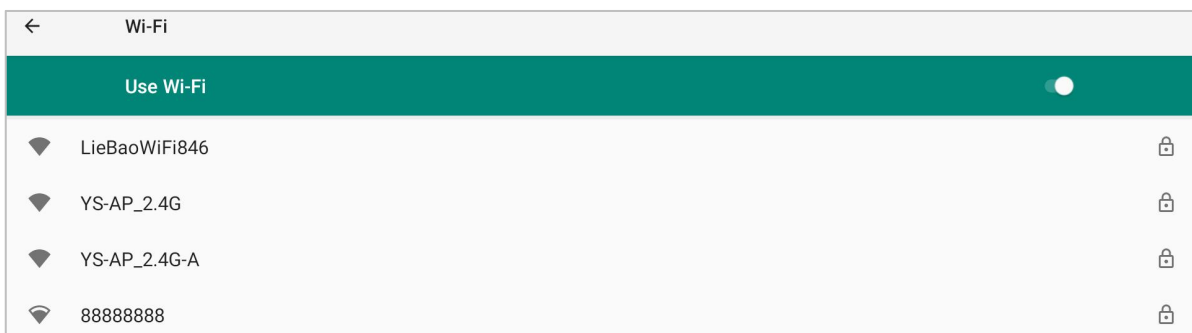 Wi-Fi
Use Wi-Fi
LieBaoWiFi846
YS-AP_2.4G
YS-AP_2.4G-A
88888888